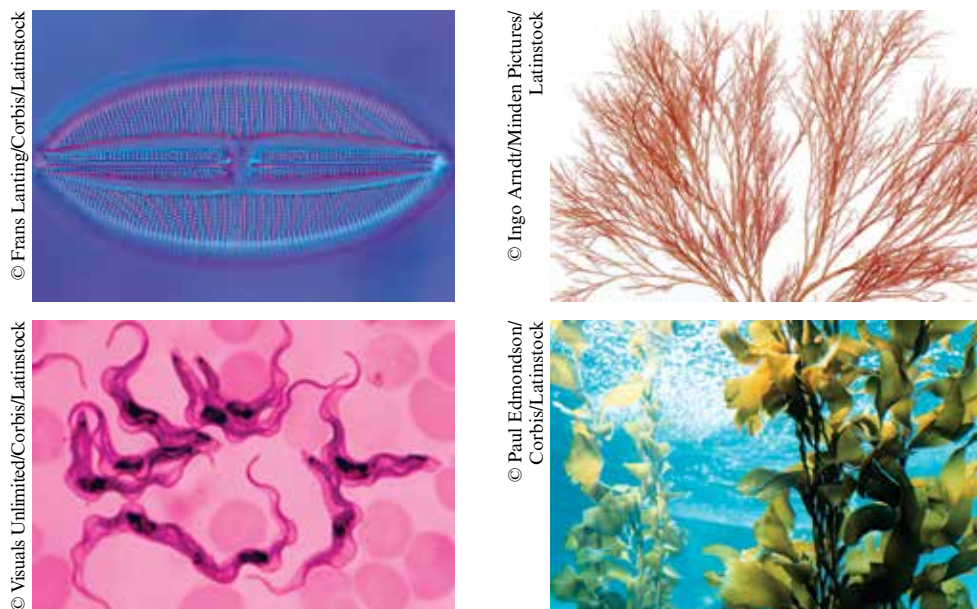 © Frans Lanting/Corbis/Latinstock
© Ingo Arndt/Minden Pictures/
Latinstock
© Visuals Unlimited/Corbis/Latinstock
© Paul Edmondson/
Corbis/Latinstock